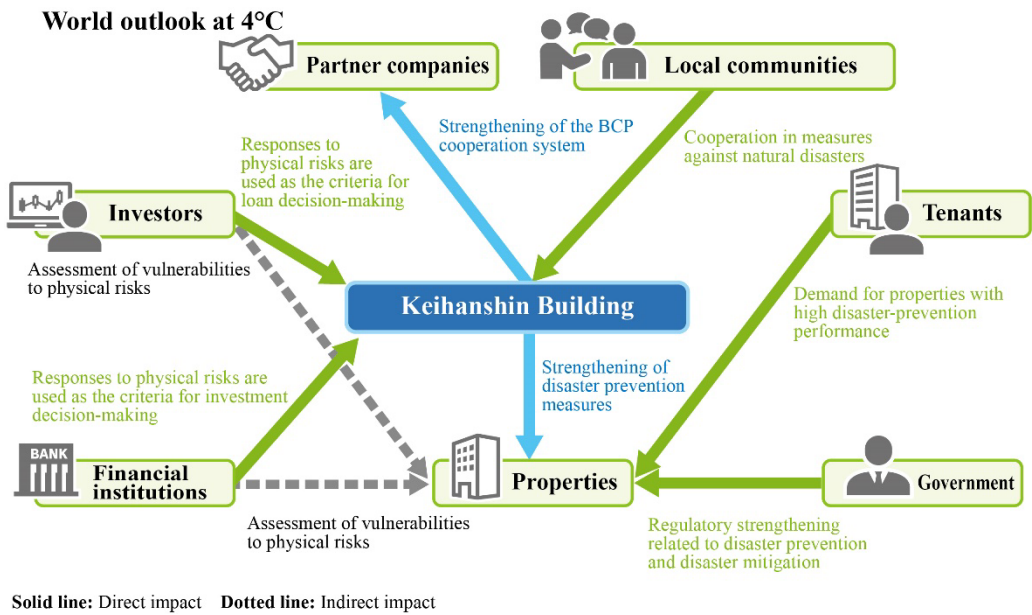 World outlook at 4°C
Partner companies
Local communities
Strengthening of the BCP
cooperation system
Cooperation in measures
against natural disasters
Responses to
physical risks are
used as the criteria for
loan decision-making
Investors
Tenants
Assessment of vulnerabilities
to physical risks
Keihanshin Building
Demand for properties with
high disaster-prevention
performance
Responses to physical risks are
used as the criteria for investment
decision-making
Strengthening of
disaster prevention
measures
BANK
Financial
institutions
Properties
Government
Assessment of vulnerabilities
to physical risks
Regulatory strengthening
related to disaster prevention
and disaster mitigation
Solid line: Direct impact Dotted line: Indirect impact